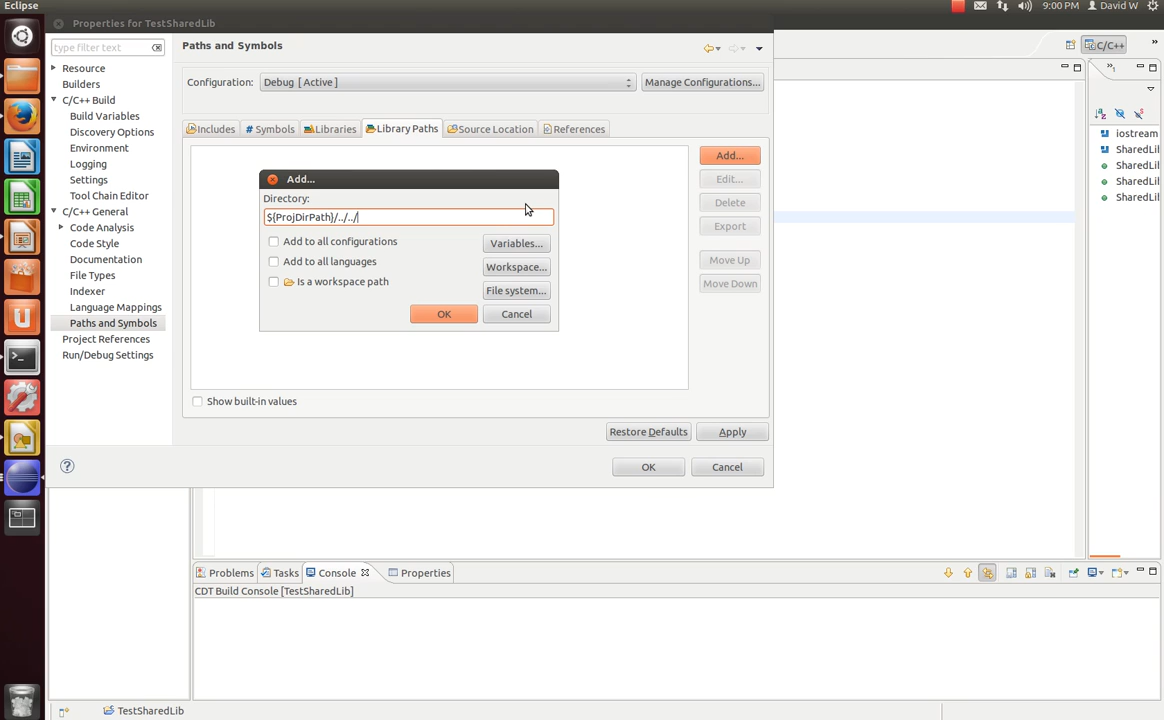 Eclipse
9:00 PM
David W
Properties for TestSharedLib
type filter text
Resource
Builders
C/C++ Build
Build Variables
Discovery Options
Environment
Logging
Settings
Tool Chain Editor
C/C++ General
Code Analysis
Code Style
Documentation
File Types
Indexer
Language Mappings
Paths and Symbols
Project References
Run/Debug Settings
Paths and Symbols
Configuration:
Debug [ Active ]
Manage Configurations...
Includes
# Symbols
Libraries
Library Paths
Source Location
References
Add...
Edit...
Delete
Export
Move Up
Move Down
Add...
Directory:
${ProjDirPath}/../../
Add to all configurations
Variables...
Add to all languages
Workspace...
Is a workspace path
File system...
OK
Cancel
Show built-in values
Restore Defaults
Apply
OK
Cancel
C/C++
iostream
SharedLil
SharedLil
SharedLil
SharedLil
Problems
Tasks
Console
Properties
CDT Build Console [TestSharedLib]
TestSharedLib